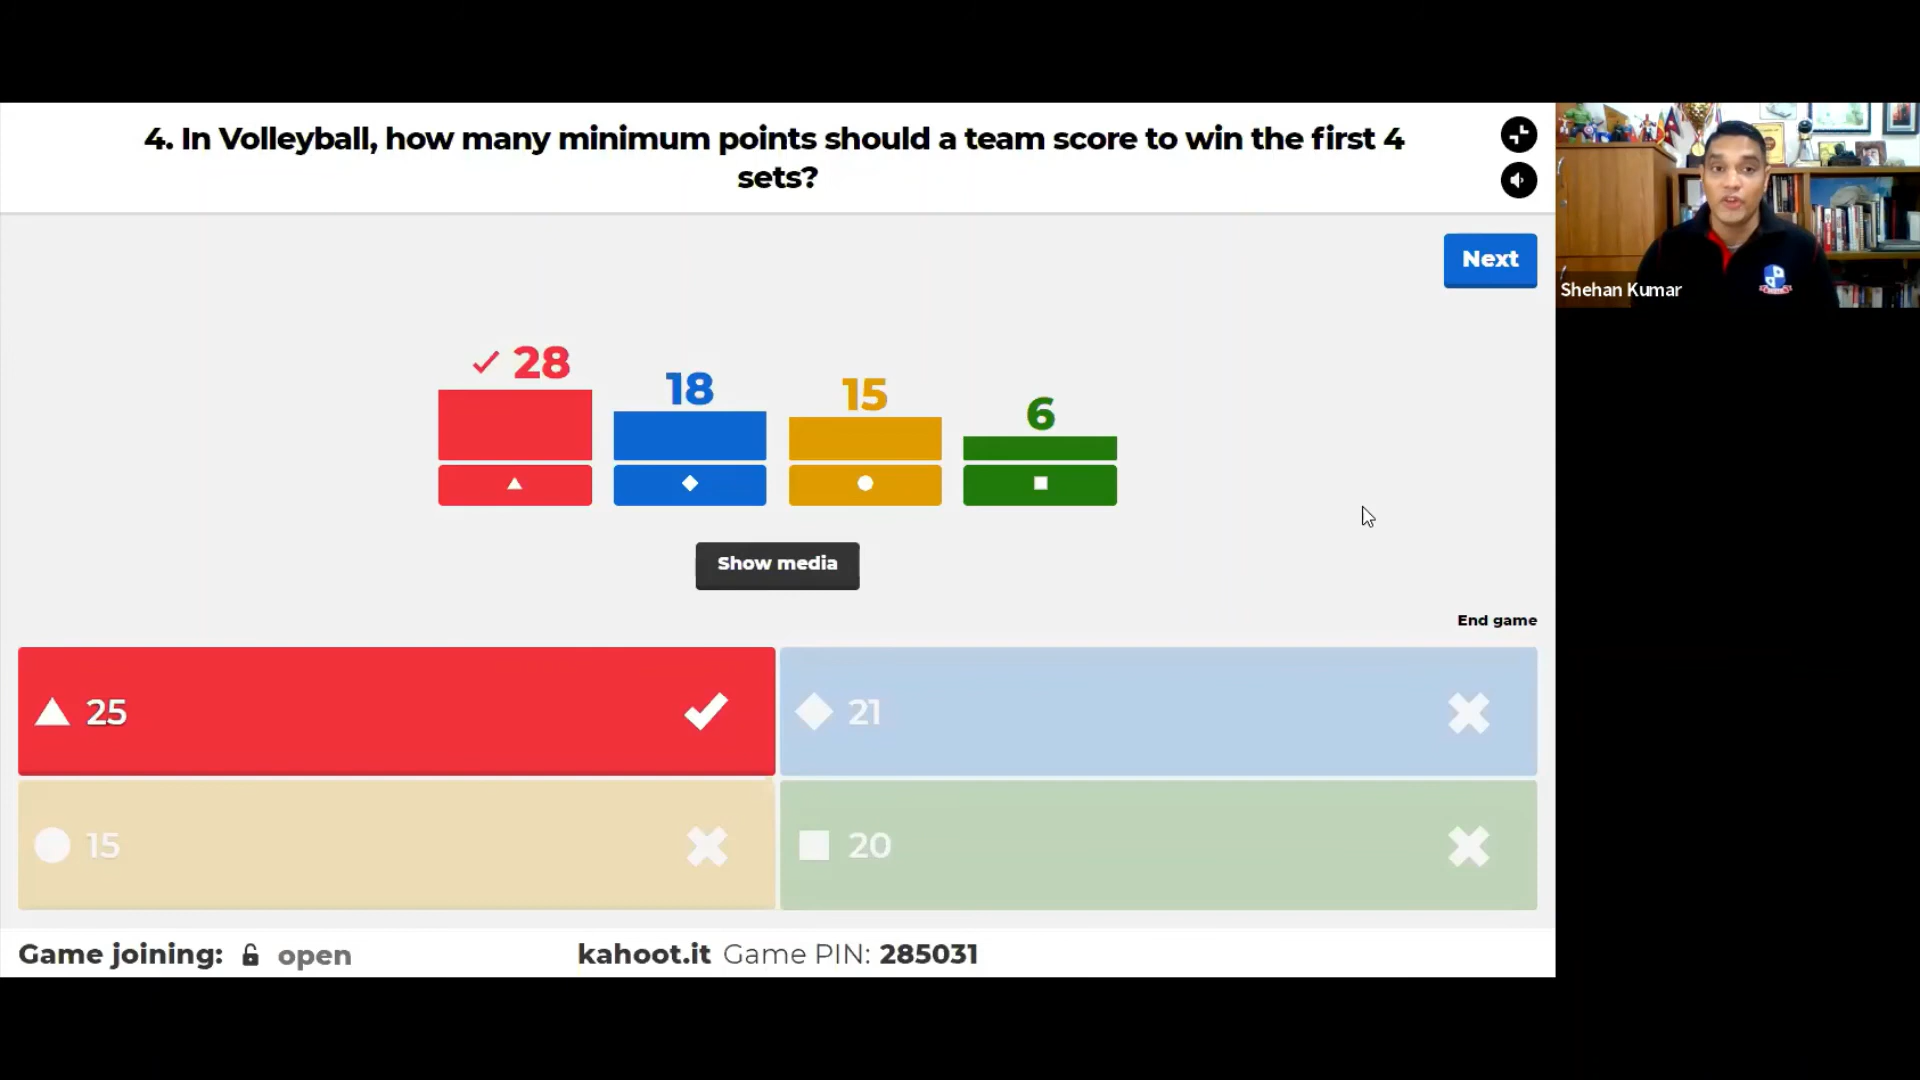 4. In Volleyball, how many minimum points should a team score to win the first 4
sets?
Next
Shehan Kumar
28
18
15
6
Show media
End game
25
21
15
20
Game joining: open
kahoot.it Game PIN: 285031